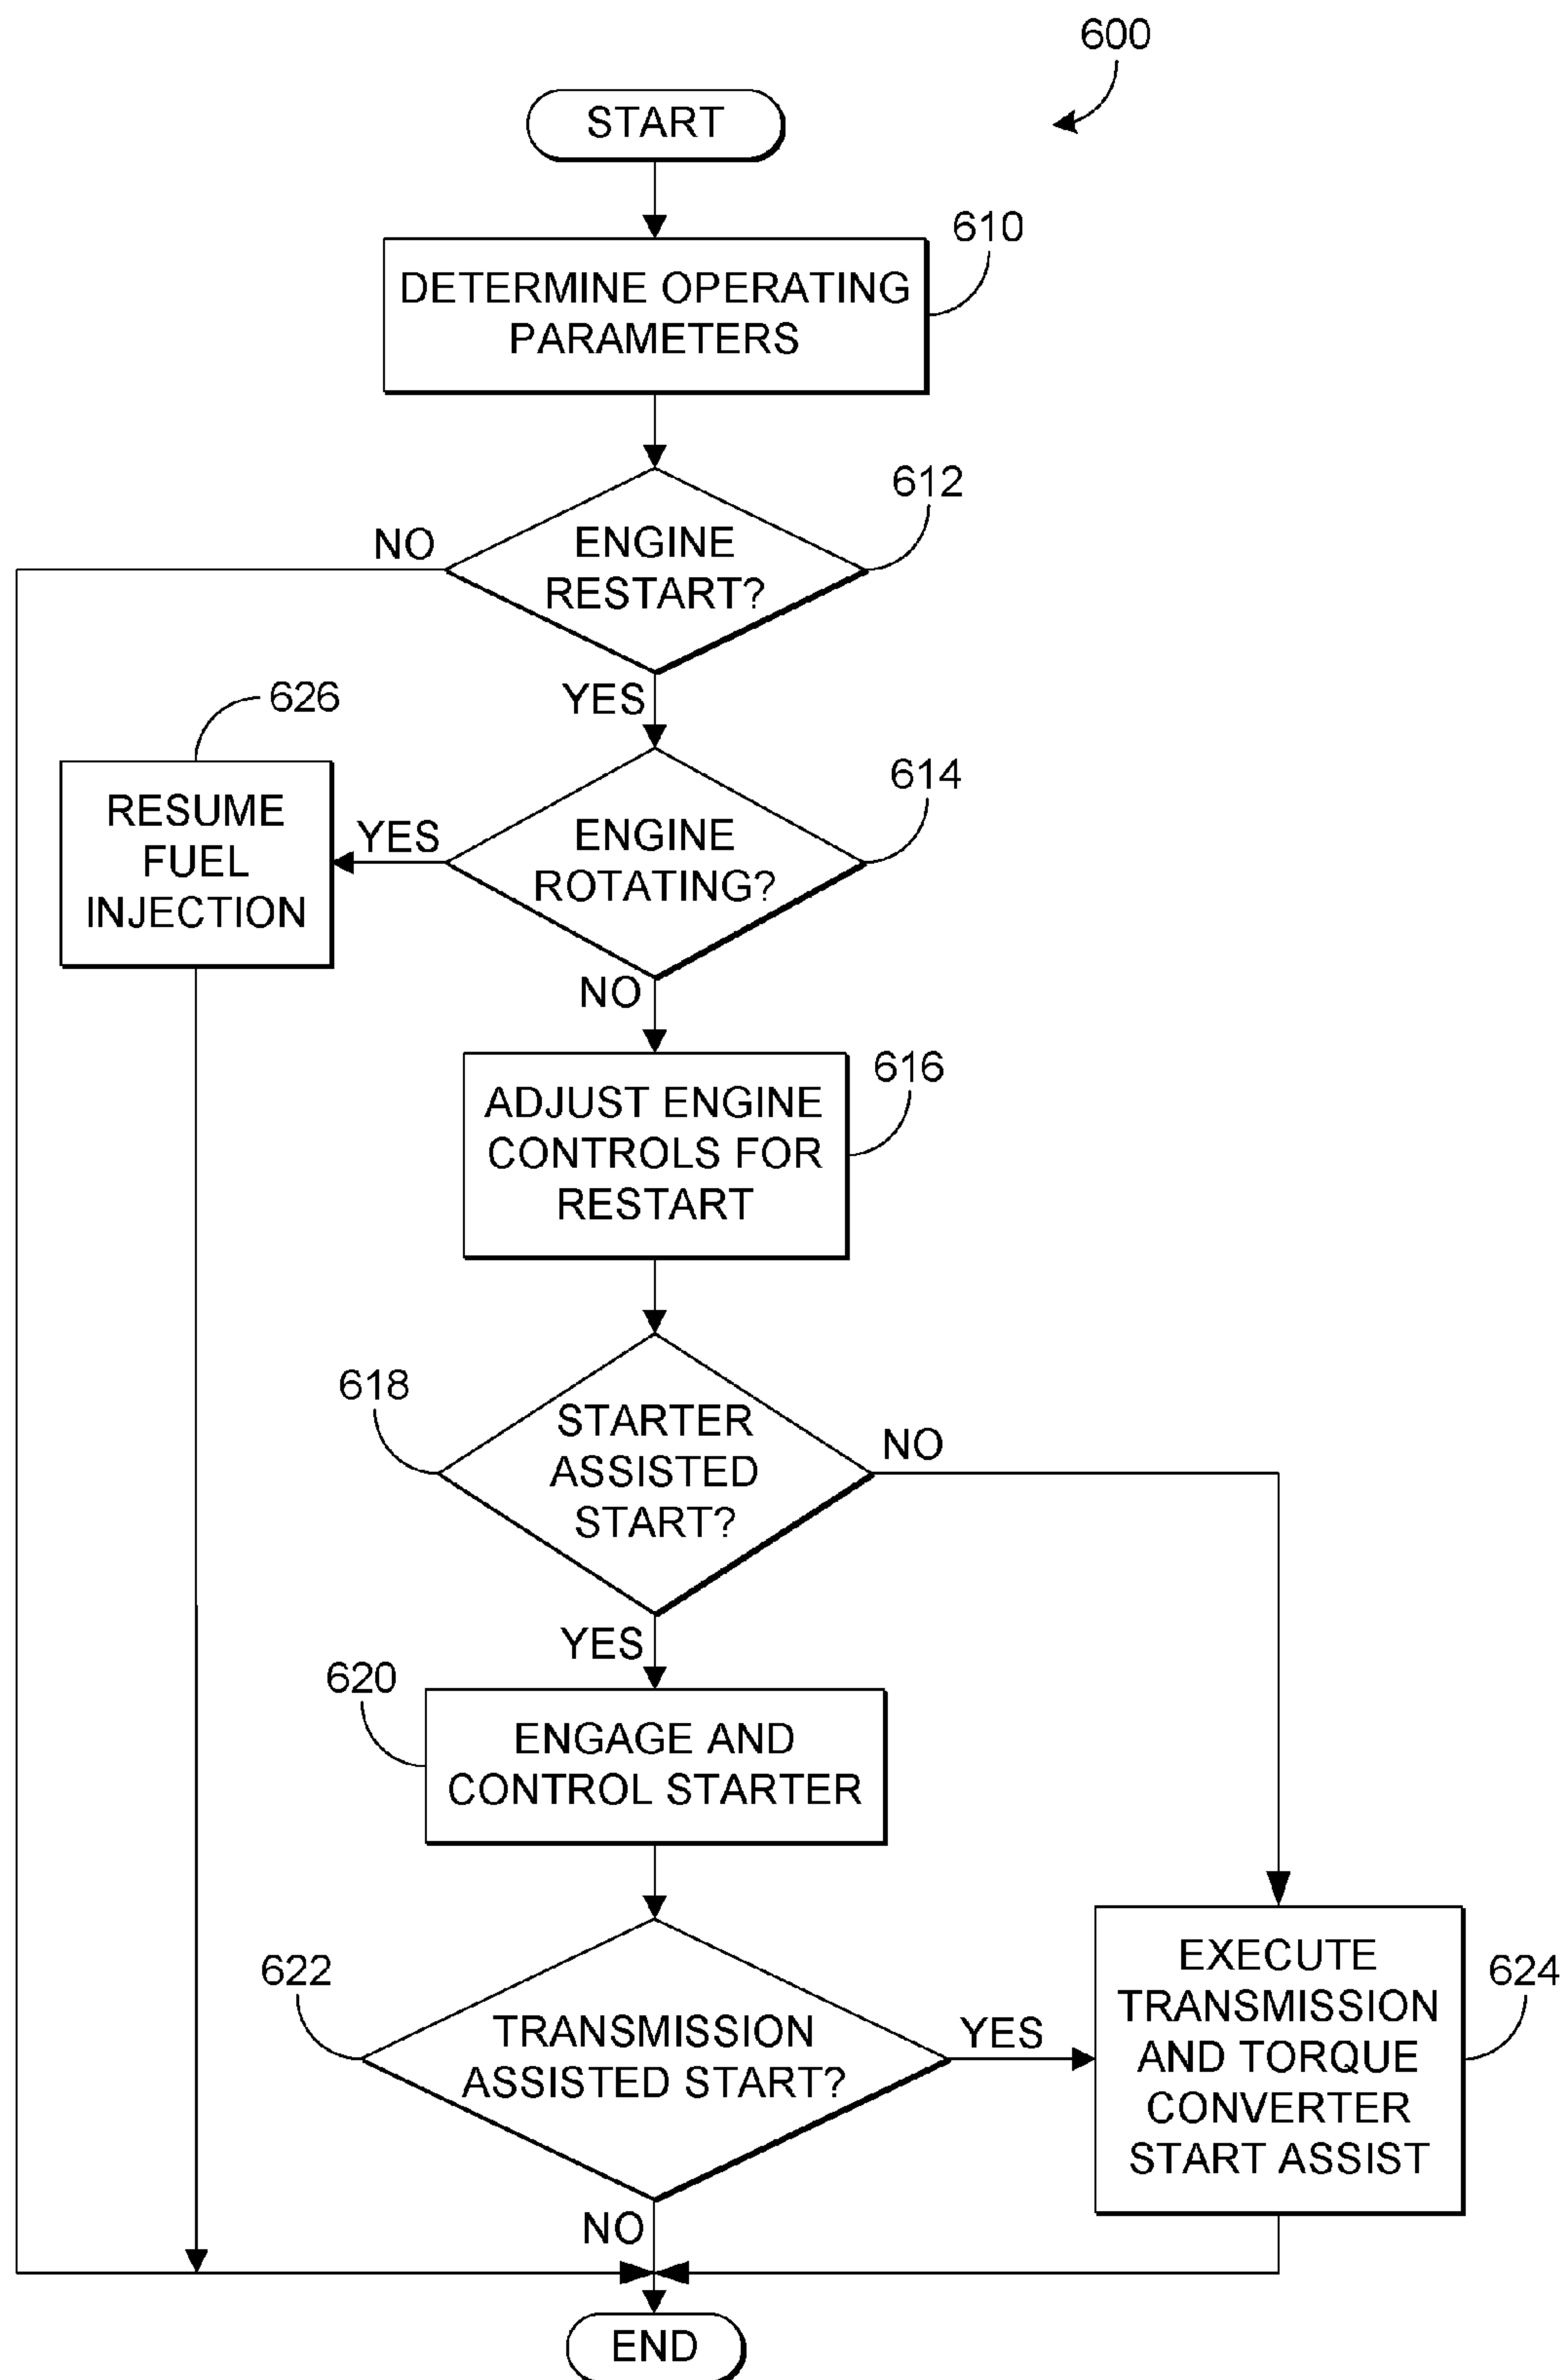 600
START
610
DETERMINE OPERATING
PARAMETERS
612
NO
ENGINE
RESTART?
YES
626
614
RESUME
FUEL
INJECTION
YES
ENGINE
ROTATING?
NO
616
ADJUST ENGINE
CONTROLS FOR
RESTART
618
STARTER
ASSISTED
START?
NO
YES
620
ENGAGE AND
CONTROL STARTER
622
TRANSMISSION
ASSISTED START?
YES
EXECUTE
TRANSMISSION
AND TORQUE
CONVERTER
START ASSIST
624
NO
END